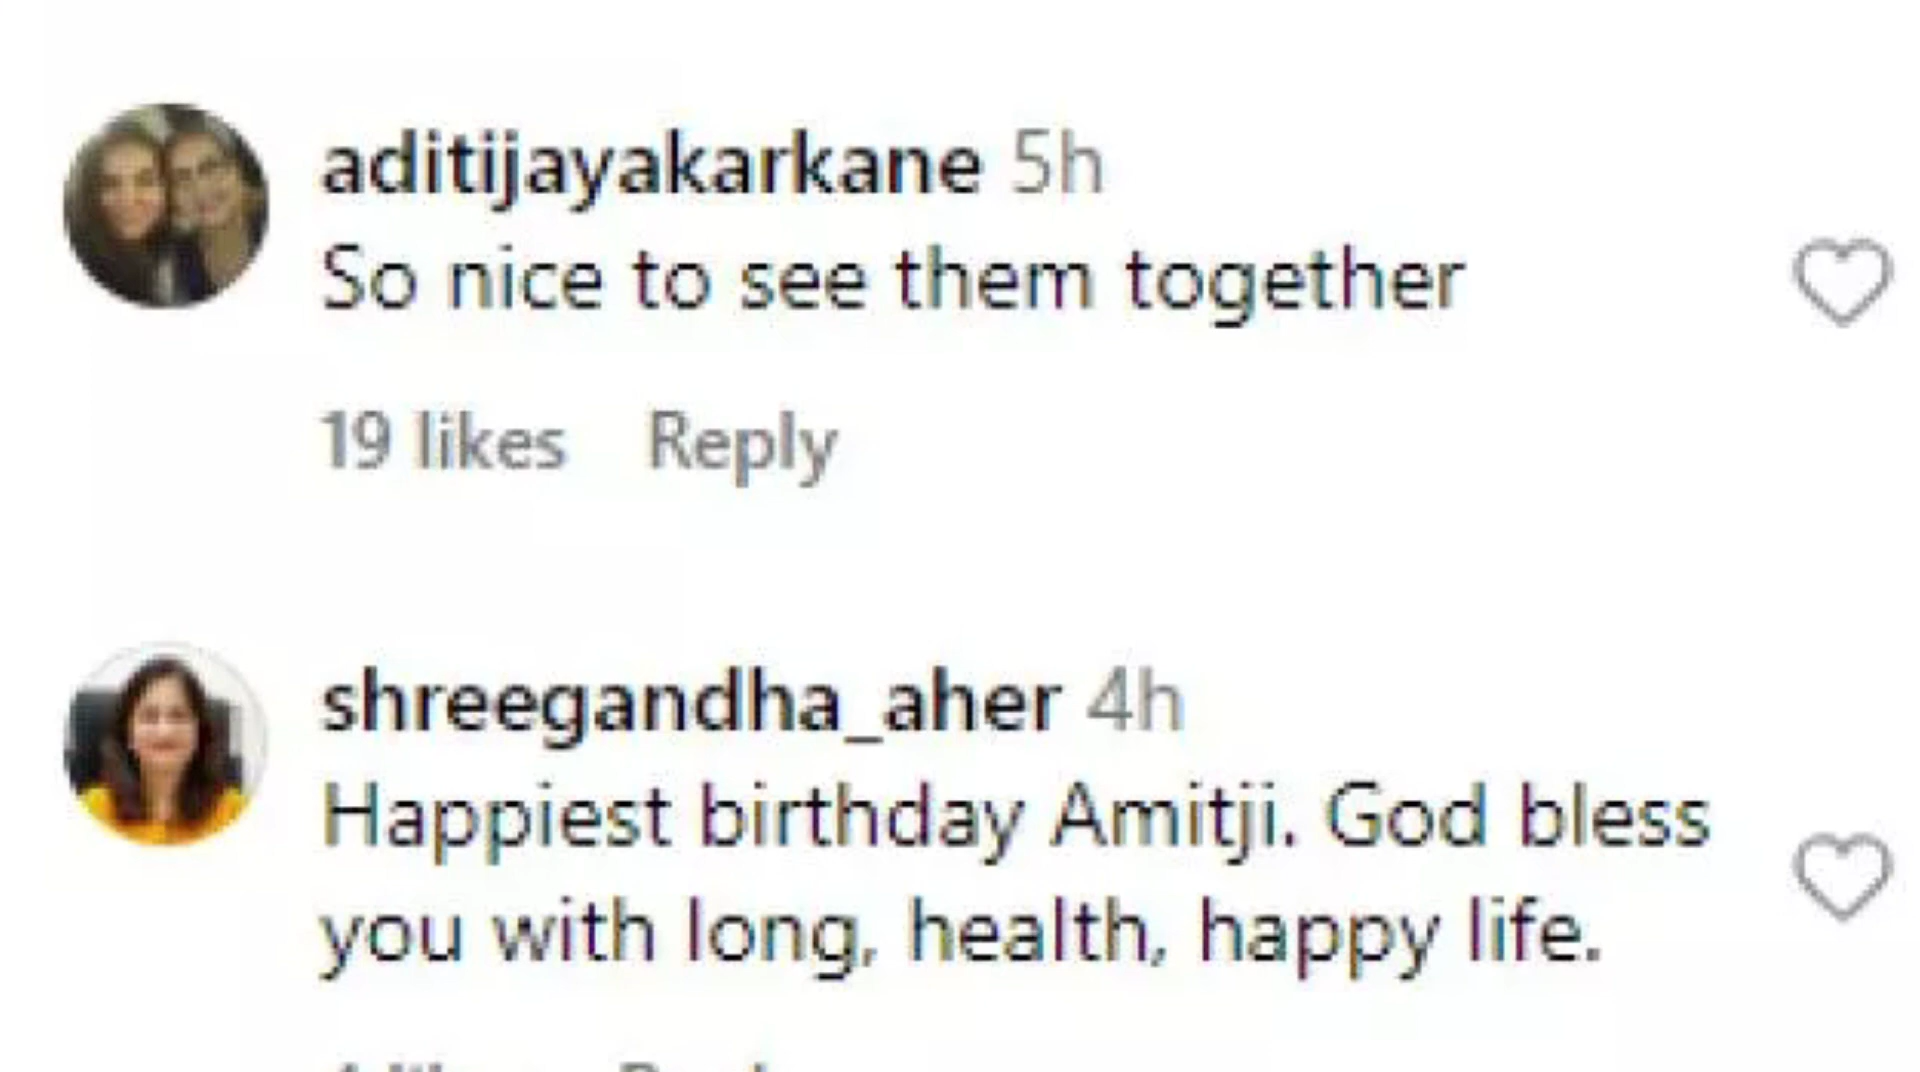 aditijayakarkane 5h
So nice to see them together
19 likes Reply
shreegandha_aher 4h
Happiest birthday Amitji. God bless
you with long, health, happy life.